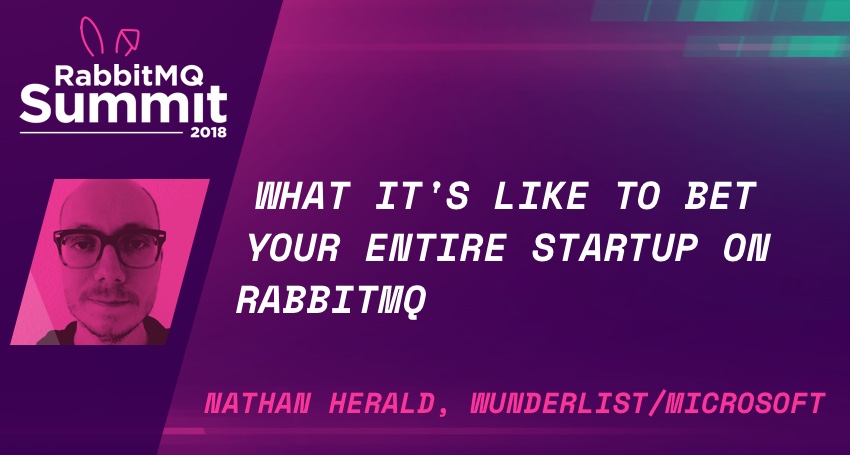 RabbitMQ
Summit
2018
WHAT IT'S LIKE TO BET
YOUR ENTIRE STARTUP ON
RABBITMQ
NATHAN HERALD, WUNDERLIST/MICROSOFT